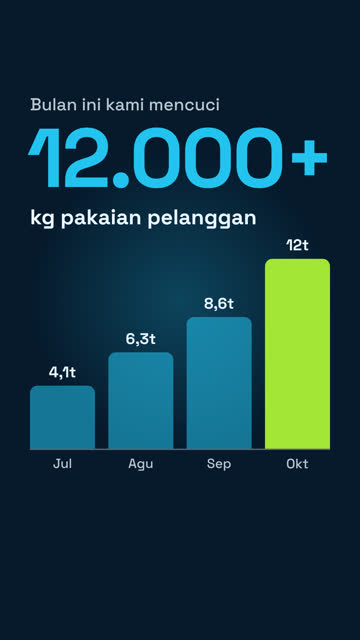 Bulan ini kami mencuci
12.000+
kg pakaian pelanggan
12t
8,6t
6,3t
4,1t
Jul Agu Sep Okt